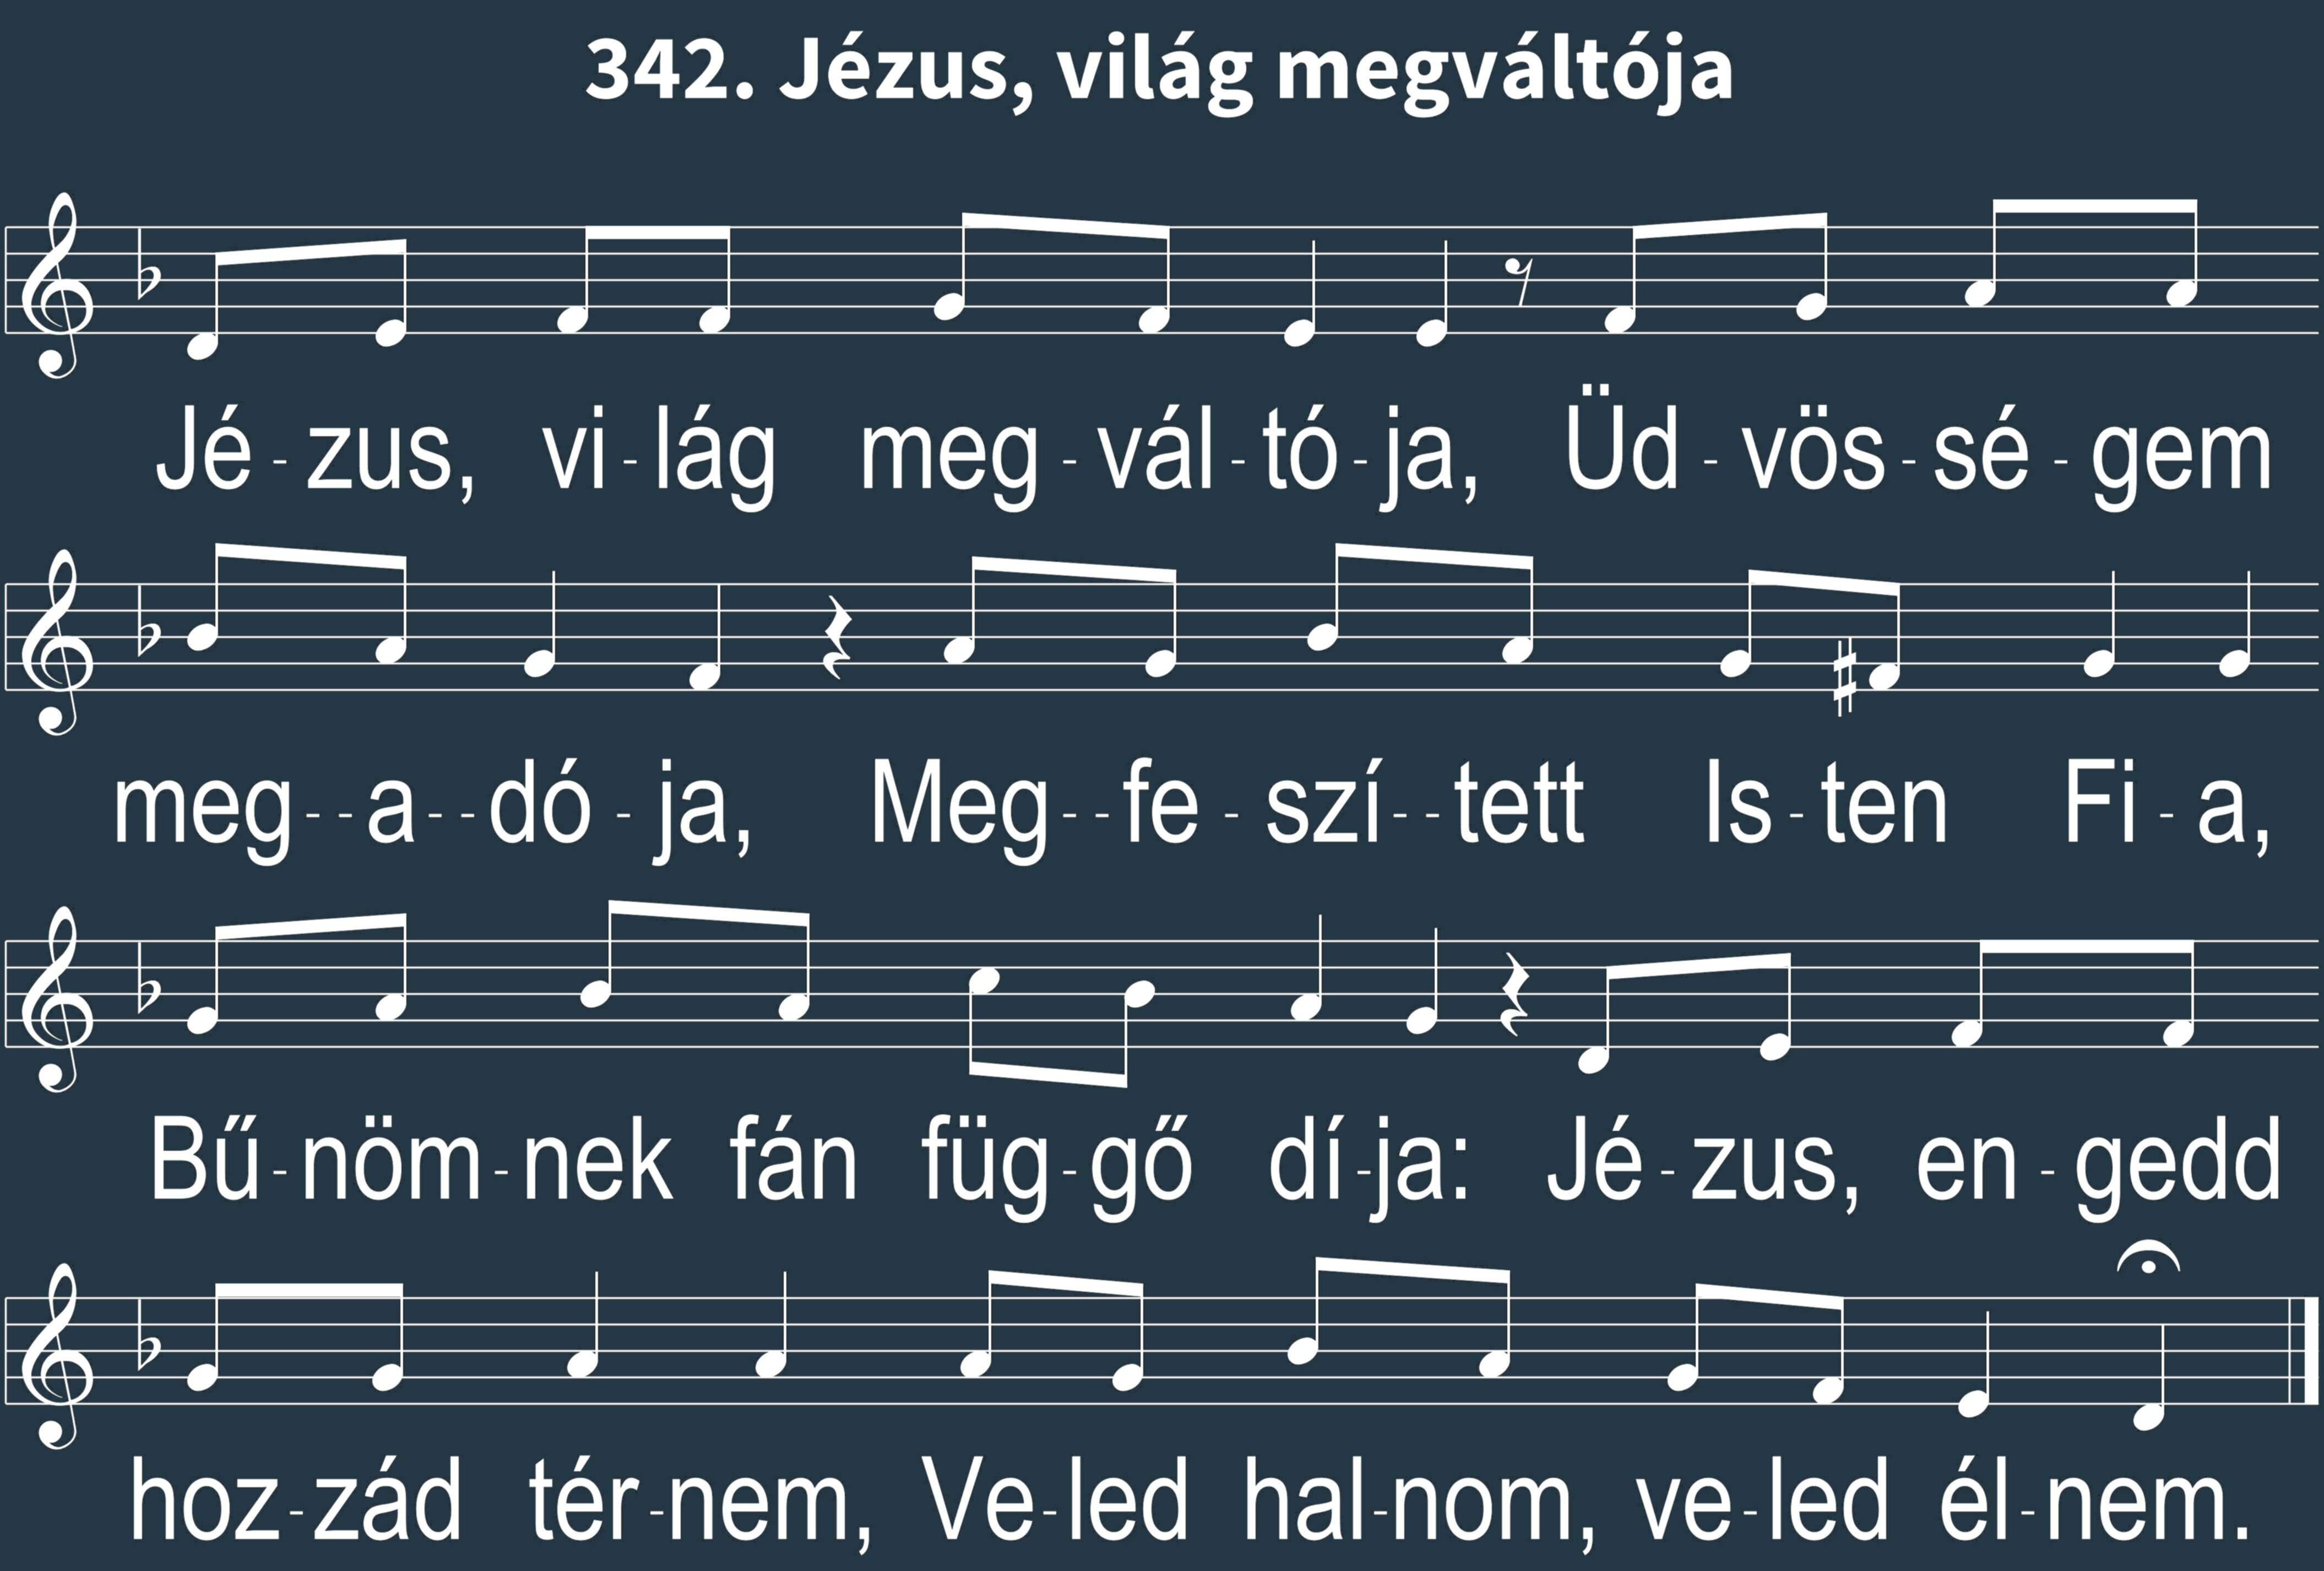 342. Jézus, világ megváltója
Jé-zus, vi-lág meg-vál-tó-ja, Üd-vös-sé-gem
meg--a--dó-ja, Meg--fe-szí--tett Is-ten Fi-a,
Bű-nöm-nek fán füg-gő dí-ja: Jé-zus, en-gedd
hoz-zád tér-nem, Ve-led hal-nom, ve-led él-nem.